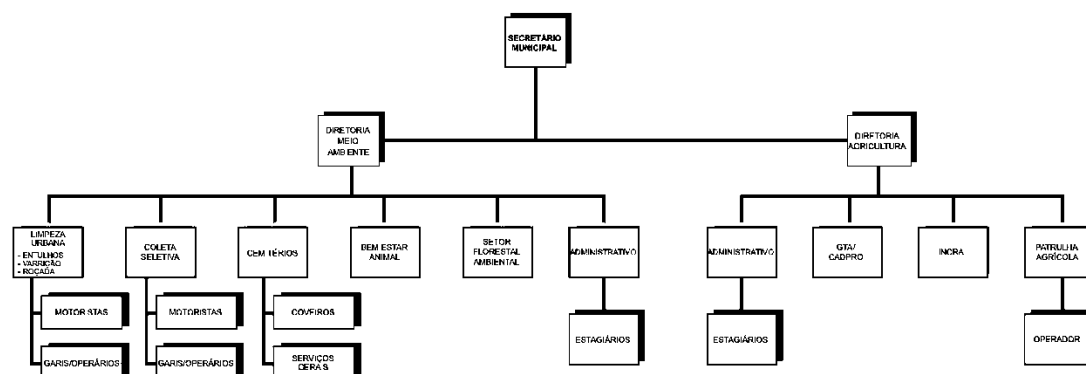 SECRETÁRIO
MUNICIPAL
DIRETORIA
MEIO
AMBIENTE
DIRETORIA
AGRICULTURA
LIMPEZA
URBANA
- ENTULHOS
- VARRIÇÃO
- ROÇADA
COLETA
SELETIVA
CEMITÉRIOS
BEM ESTAR
ANIMAL
SETOR
FLORESTAL
AMBIENTAL
ADMINISTRATIVO
ADMINISTRATIVO
GTA/
CADPRO
INCRA
PATRULHA
AGRÍCOLA
MOTORISTAS
MOTORISTAS
COVEIROS
ESTAGIÁRIOS
ESTAGIÁRIOS
OPERADOR
GARIS/OPERÁRIOS
GARIS/OPERÁRIOS
SERVIÇOS
GERAIS